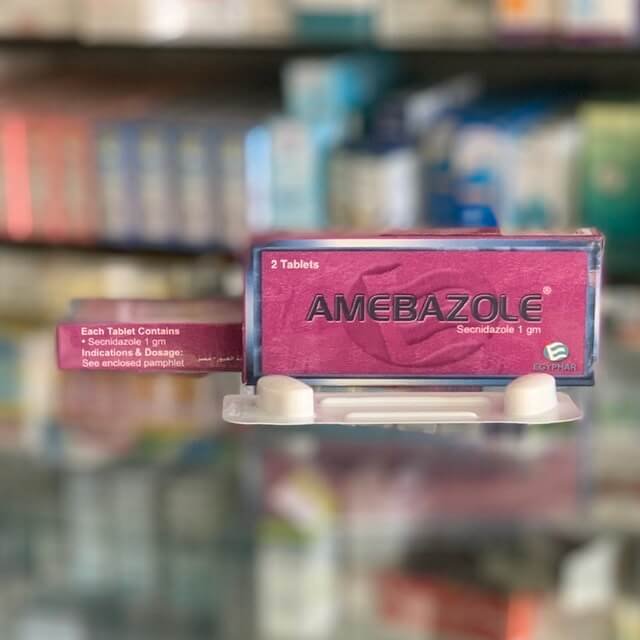 2 Tablets
AMEBAZOLE®
Secnidazole 1 gm
EGYPHAR
Each Tablet Contains
• Secnidazole 1 gm
Indications & Dosage:
See enclosed pamphlet